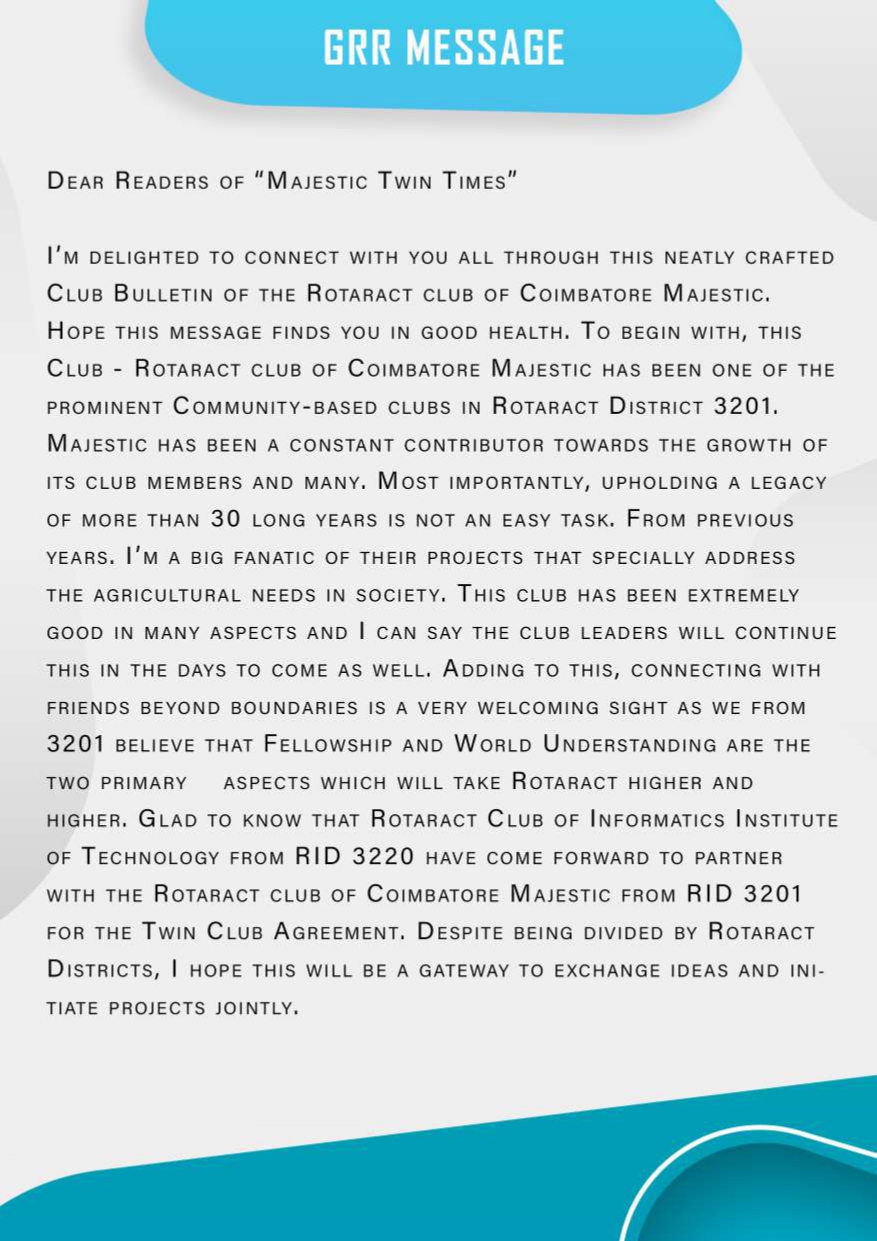 GRR MESSAGE
Dear Readers of “Majestic Twin Times”
I’m delighted to connect with you all through this neatly crafted
Club Bulletin of the Rotaract club of Coimbatore Majestic.
Hope this message finds you in good health. To begin with, this
Club - Rotaract club of Coimbatore Majestic has been one of the
prominent Community-based clubs in Rotaract District 3201.
Majestic has been a constant contributor towards the growth of
its club members and many. Most importantly, upholding a legacy
of more than 30 long years is not an easy task. From previous
years. I’m a big fanatic of their projects that specially address
the agricultural needs in society. This club has been extremely
good in many aspects and I can say the club leaders will continue
this in the days to come as well. Adding to this, connecting with
friends beyond boundaries is a very welcoming sight as we from
3201 believe that Fellowship and World Understanding are the
two primary aspects which will take Rotaract higher and
higher. Glad to know that Rotaract Club of Informatics Institute
of Technology from RID 3220 have come forward to partner
with the Rotaract club of Coimbatore Majestic from RID 3201
for the Twin Club Agreement. Despite being divided by Rotaract
Districts, I hope this will be a gateway to exchange ideas and ini-
tiate projects jointly.